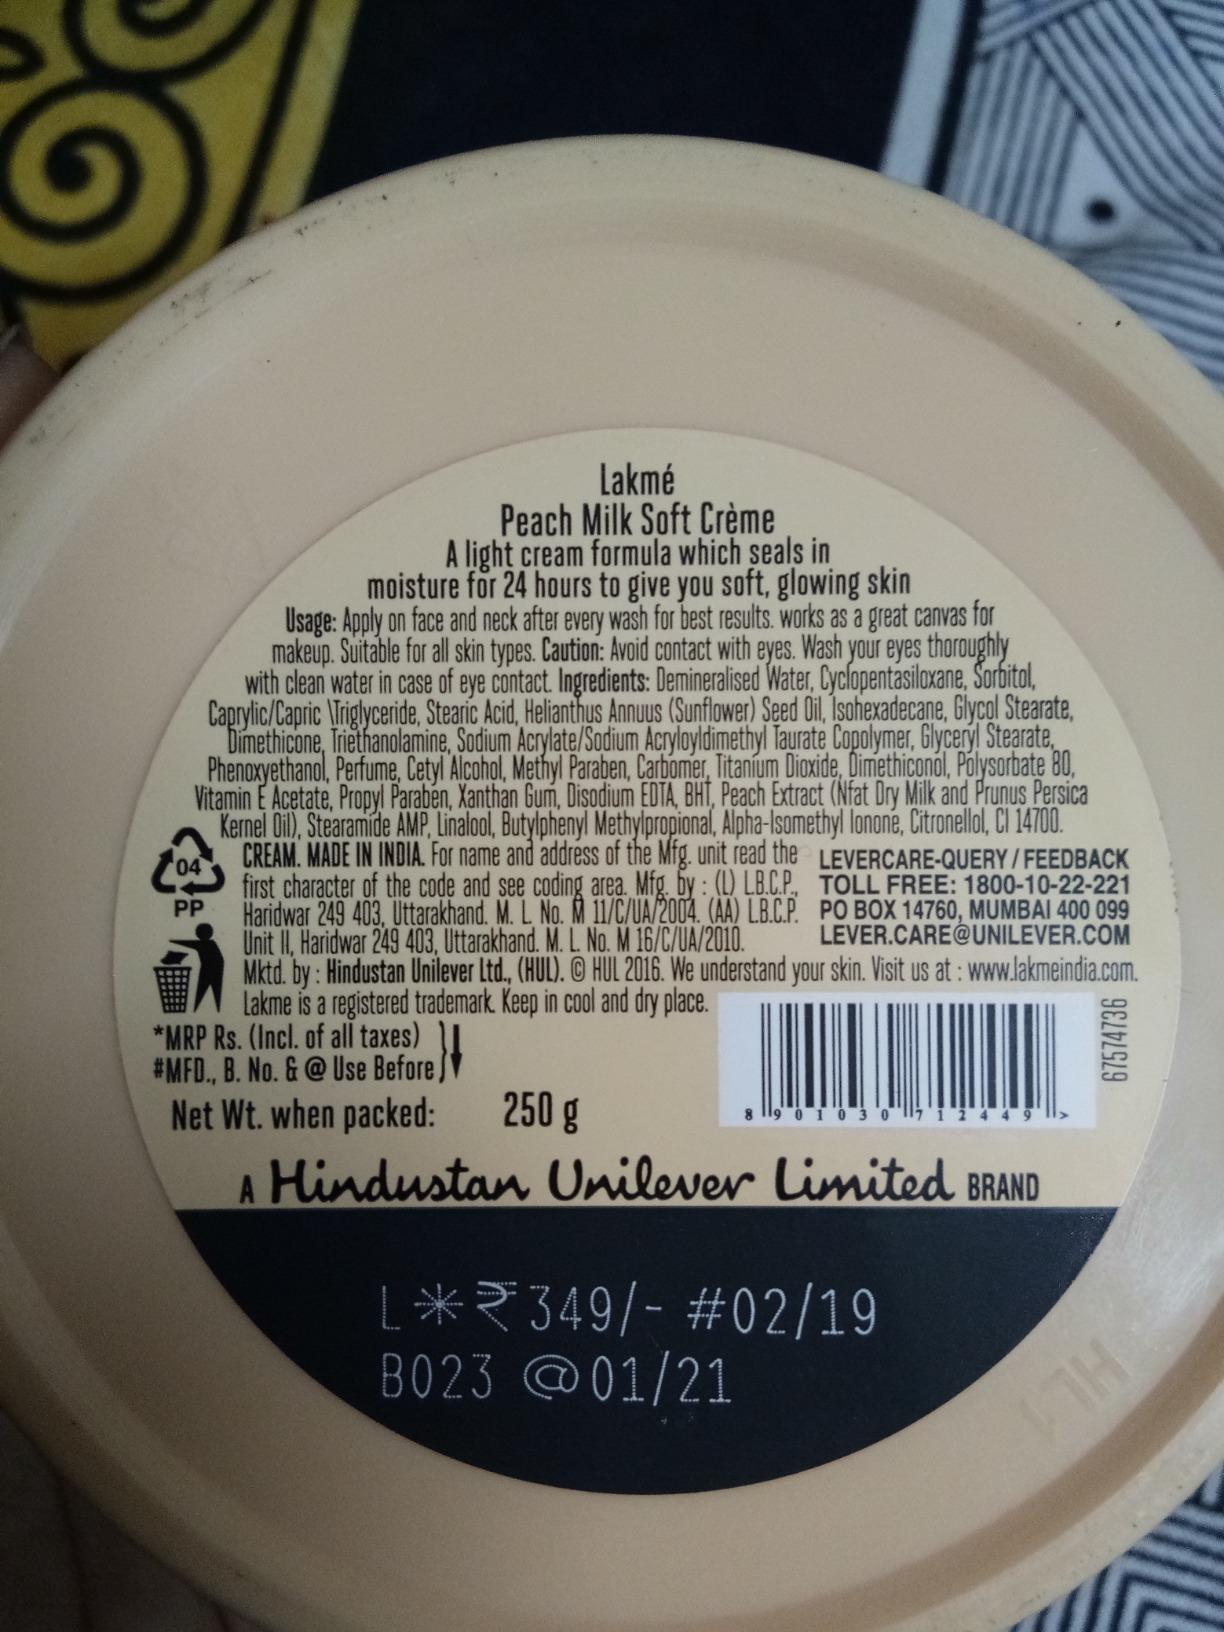 Lakmé
Peach Milk Soft Crème
A light cream formula which seals in
moisture for 24 hours to give you soft, glowing skin
Usage: Apply on face and neck after every wash for best results. works as a great canvas for
makeup. Suitable for all skin types. Caution: Avoid contact with eyes. Wash your eyes thoroughly
with clean water in case of eye contact. Ingredients: Demineralised Water, Cyclopentasiloxane, Sorbitol,
Caprylic/Capric \Triglyceride, Stearic Acid, Helianthus Annuus (Sunflower) Seed Oil, Isohexadecane, Glycol Stearate,
Dimethicone, Triethanolamine, Sodium Acrylate/Sodium Acryloyldimethyl Taurate Copolymer, Glyceryl Stearate,
Phenoxyethanol, Perfume, Cetyl Alcohol, Methyl Paraben, Carbomer, Titanium Dioxide, Dimethiconol, Polysorbate 80,
Vitamin E Acetate, Propyl Paraben, Xanthan Gum, Disodium EDTA, BHT, Peach Extract (Nfat Dry Milk and Prunus Persica
Kernel Oil), Stearamide AMP, Linalool, Butylphenyl Methylpropional, Alpha-Isomethyl Ionone, Citronellol, CI 14700.
04
PP
CREAM. MADE IN INDIA. For name and address of the Mfg. unit read the
first character of the code and see coding area. Mfg. by : (L) L.B.C.P.,
Haridwar 249 403, Uttarakhand. M. L. No. M 11/C/UA/2004. (AA) L.B.C.P.
Unit II, Haridwar 249 403, Uttarakhand. M. L. No. M 16/C/UA/2010.
LEVERCARE-QUERY / FEEDBACK
TOLL FREE: 1800-10-22-221
PO BOX 14760, MUMBAI 400 099
LEVER.CARE@UNILEVER.COM
Mktd. by : Hindustan Unilever Ltd., (HUL). © HUL 2016. We understand your skin. Visit us at : www.lakmeindia.com.
Lakme is a registered trademark. Keep in cool and dry place.
*MRP Rs. (Incl. of all taxes)
#MFD., B. No. & @ Use Before
Net Wt. when packed: 250 g
8 901030 712449 >
67574736
A Hindustan Unilever Limited BRAND
L*₹349/- #02/19
B023 @01/21